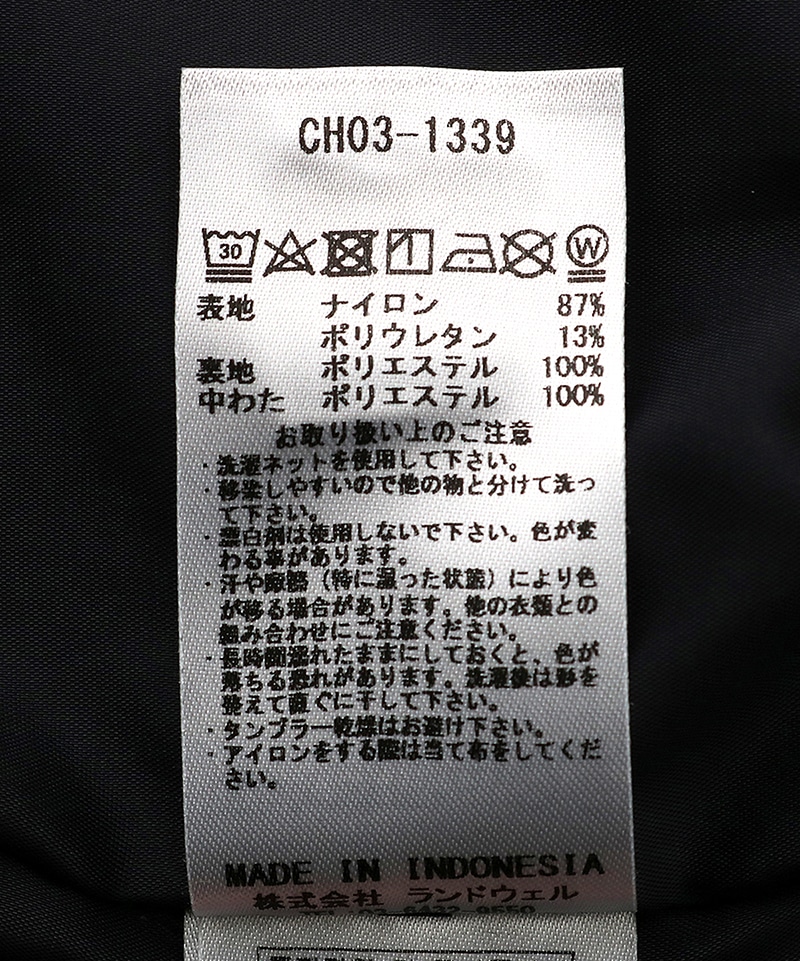 CH03-1339
30 W
表地 ナイロン 87%
ポリウレタン 13%
裏地 ポリエステル 100%
中わた ポリエステル 100%
お取り扱い上のご注意
・洗濯ネットを使用して下さい。
・移染しやすいので他の物と分けて洗っ
て下さい。
・漂白剤は使用しないで下さい。色が変
わる事があります。
・汗や摩擦（特に湿った状態）により色
が移る場合があります。他の衣類との
組み合わせにご注意ください。
・長時間濡れたままにしておくと、色が
落ちる恐れがあります。洗濯後は形を
整えて直ぐに干して下さい。
・タンブラー乾燥はお避け下さい。
・アイロンをする際は当て布をしてくだ
さい。
MADE IN INDONESIA
株式会社 ランドウェル
TEL:03-6432-9550